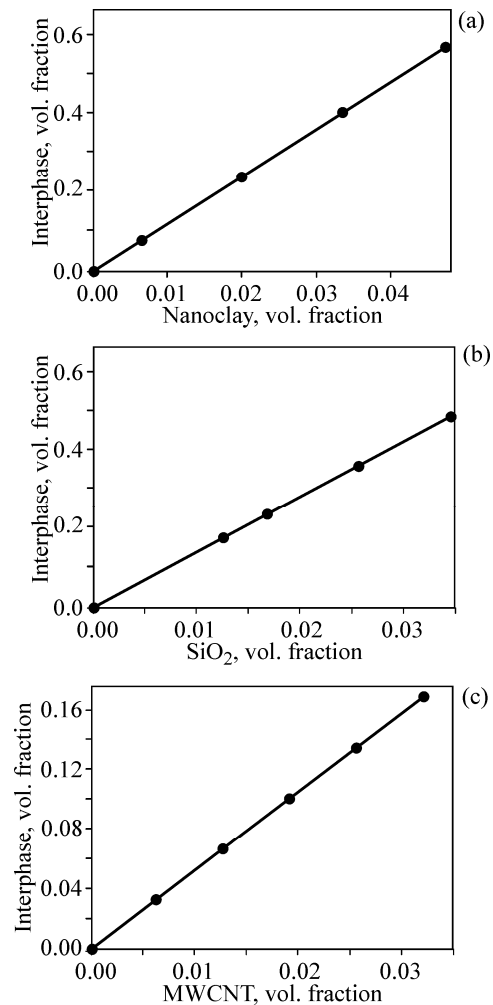 (a)
Interphase, vol. fraction
0.6
0.4
0.2
0.0
0.00 0.01 0.02 0.03 0.04
Nanoclay, vol. fraction
(b)
Interphase, vol. fraction
0.6
0.4
0.2
0.0
0.00 0.01 0.02 0.03
SiO₂, vol. fraction
(c)
Interphase, vol. fraction
0.16
0.12
0.08
0.04
0.00
0.00 0.01 0.02 0.03
MWCNT, vol. fraction